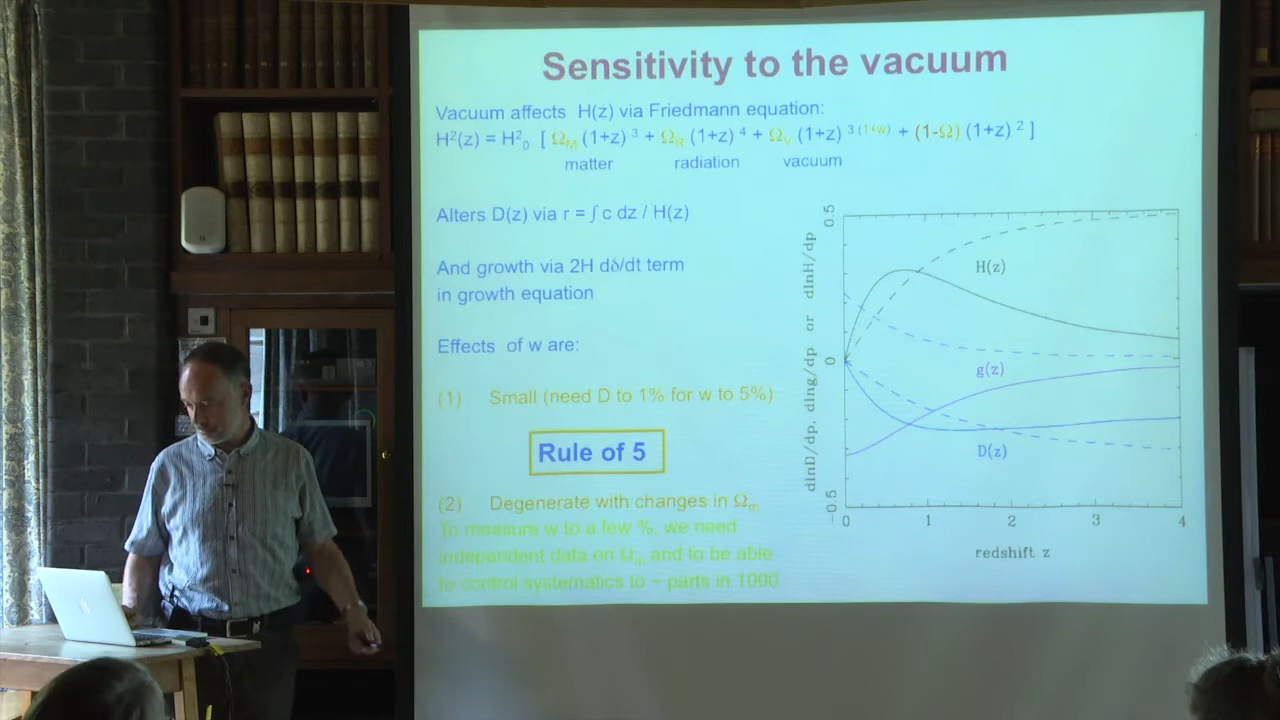 Sensitivity to the vacuum
Vacuum affects H(z) via Friedmann equation:
H²(z) = H²₀ [ Ω_M (1+z)³ + Ω_R (1+z)⁴ + Ω_V (1+z)^3(1+w) + (1-Ω) (1+z)² ]
matter radiation vacuum
Alters D(z) via r = ∫ c dz / H(z)
And growth via 2H dδ/dt term
in growth equation
Effects of w are:
(1) Small (need D to 1% for w to 5%)
Rule of 5
(2) Degenerate with changes in Ω_m
To measure w to a few %, we need
independent data on Ω_m and to be able
to control systematics to ~ parts in 1000
dlnD/dp, dlng/dp or dlnH/dp
0.5
0
-0.5
H(z)
g(z)
D(z)
0 1 2 3 4
redshift z